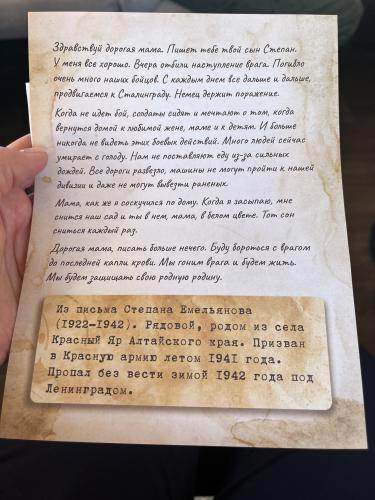 Здравствуй дорогая мама. Пишет тебе твой сын Степан.
У меня все хорошо. Вчера отбили наступление врага. Погибло
очень много наших бойцов. С каждым днем все дальше и дальше,
продвигаемся к Сталинграду. Немец держит поражение.
Когда не идет бой, солдаты сидят и мечтают о том, когда
вернутся домой к любимой жене, маме и к детям. И больше
никогда не видеть этих боевых действий. Много людей сейчас
умирает с голоду. Нам не поставляют еду из-за сильных
дождей. Все дороги развезло, машины не могут пройти к нашей
дивизии и даже не могут вывезти раненых.
Мама, как же я соскучился по дому. Когда я засыпаю, мне
снится наш сад и ты в нем, мама, в белом цвете. Тот сон
сниться каждый раз.
Дорогая мама, писать больше нечего. Буду бороться с врагом
до последней капли крови. Мы гоним врага и будем жить.
Мы будем защищать свою родную родину.
Из письма Степана Емельянова
(1922–1942). Рядовой, родом из села
Красный Яр Алтайского края. Призван
в Красную армию летом 1941 года.
Пропал без вести зимой 1942 года под
Ленинградом.